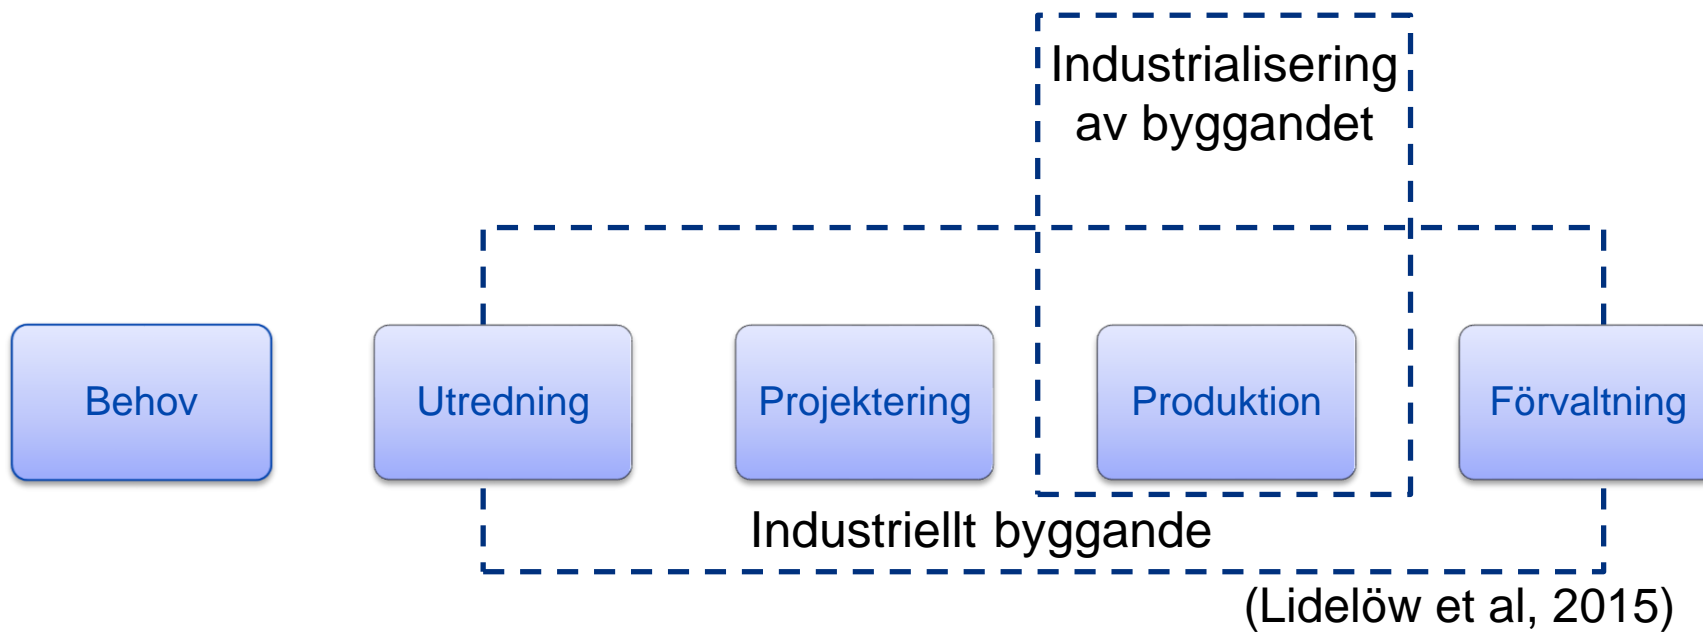 Industrialisering
av byggandet
Behov
Utredning
Projektering
Produktion
Förvaltning
Industriellt byggande
(Lidelöw et al, 2015)